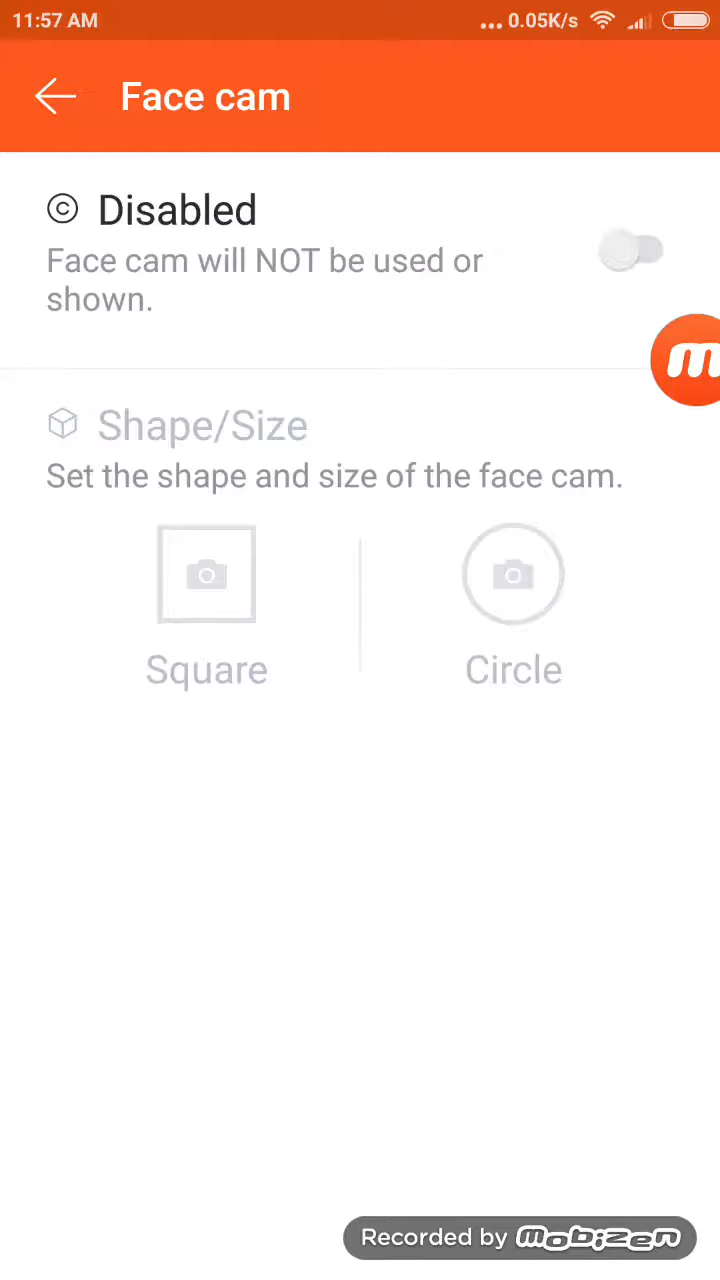 11:57 AM
... 0.05K/s
Face cam
© Disabled
Face cam will NOT be used or
shown.
m
Shape/Size
Set the shape and size of the face cam.
Square
Circle
Recorded by mobizen